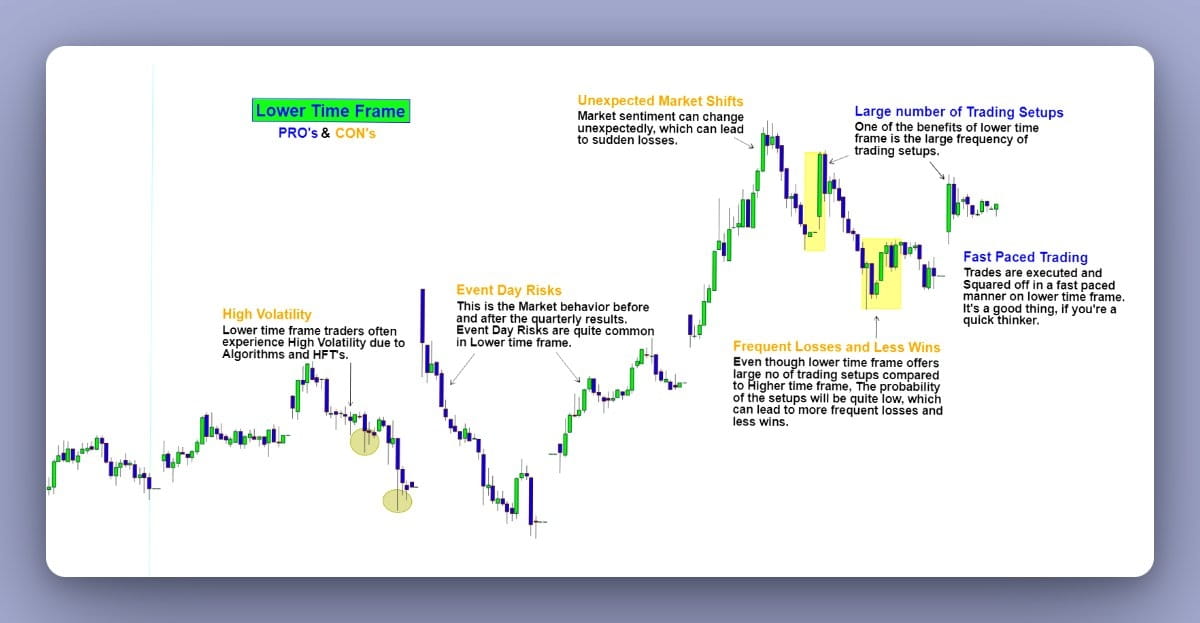 Lower Time Frame
PRO's & CON's
Unexpected Market Shifts
Market sentiment can change
unexpectedly, which can lead
to sudden losses.
Large number of Trading Setups
One of the benefits of lower time
frame is the large frequency of
trading setups.
Fast Paced Trading
Trades are executed and
Squared off in a fast paced
manner on lower time frame.
It's a good thing, if you're a
quick thinker.
Event Day Risks
This is the Market behavior before
and after the quarterly results.
Event Day Risks are quite common
in Lower time frame.
High Volatility
Lower time frame traders often
experience High Volatility due to
Algorithms and HFT's.
Frequent Losses and Less Wins
Even though lower time frame offers
large no of trading setups compared
to Higher time frame, The probability
of the setups will be quite low, which
can lead to more frequent losses and
less wins.